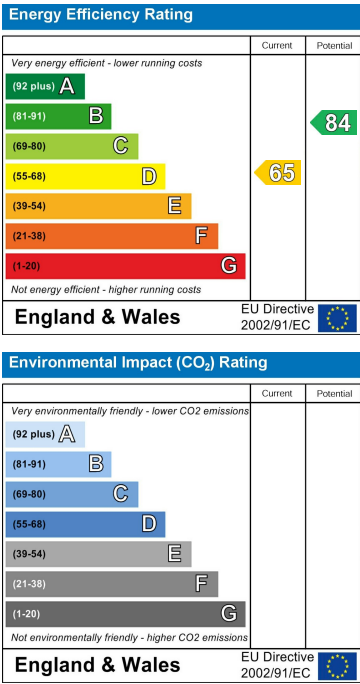 Energy Efficiency Rating
Current Potential
Very energy efficient - lower running costs
(92 plus) A
(81-91) B
84
(69-80) C
(55-68) D
65
(39-54) E
(21-38) F
(1-20) G
Not energy efficient - higher running costs
England & Wales
EU Directive
2002/91/EC
Environmental Impact (CO₂) Rating
Current Potential
Very environmentally friendly - lower CO2 emissions
(92 plus) A
(81-91) B
(69-80) C
(55-68) D
(39-54) E
(21-38) F
(1-20) G
Not environmentally friendly - higher CO2 emissions
England & Wales
EU Directive
2002/91/EC